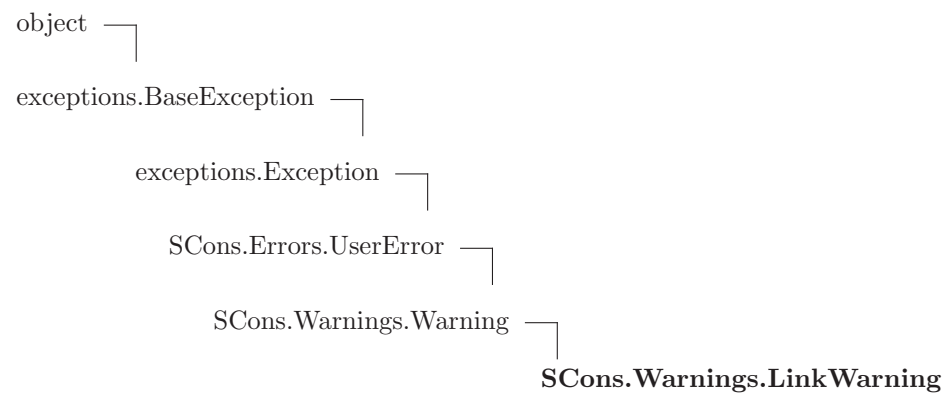 object
exceptions.BaseException
exceptions.Exception
SCons.Errors.UserError
SCons.Warnings.Warning
SCons.Warnings.LinkWarning